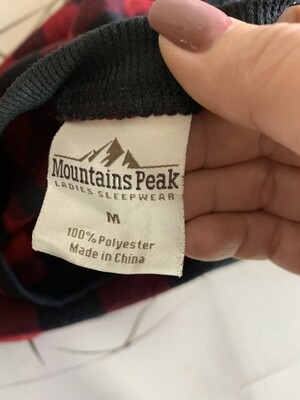 Mountains Peak
LADIES SLEEPWEAR
M
100% Polyester
Made in China